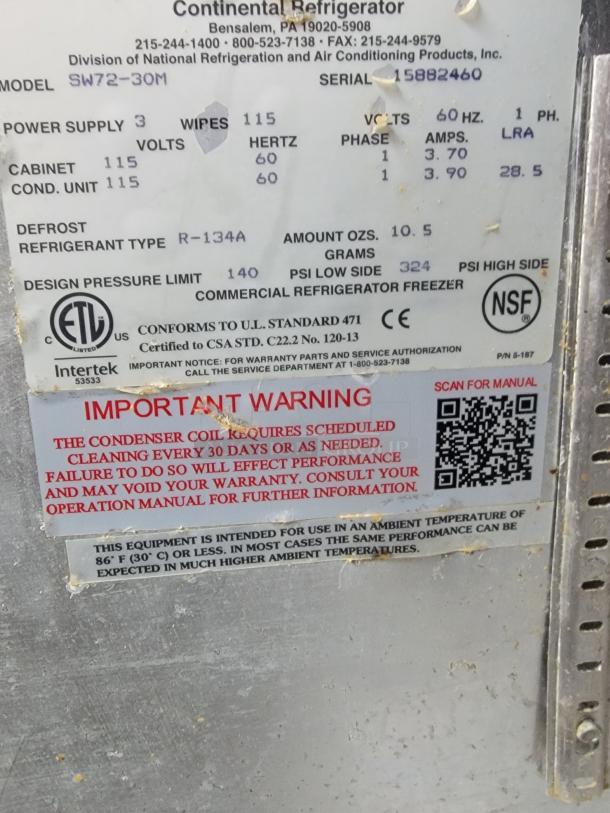 Continental Refrigerator
Bensalem, PA 19020-5908
215-244-1400 · 800-523-7138 · FAX: 215-244-9579
Division of National Refrigeration and Air Conditioning Products, Inc.
MODEL SW72-30M SERIAL 15882460
POWER SUPPLY 3 WIPES 115 VOLTS 60 HZ. 1 PH.
VOLTS HERTZ PHASE AMPS. LRA
CABINET 115 60 1 3.70
COND. UNIT 115 60 1 3.90 28.5
DEFROST
REFRIGERANT TYPE R-134A AMOUNT OZS. 10.5
GRAMS
DESIGN PRESSURE LIMIT 140 PSI LOW SIDE 324 PSI HIGH SIDE
COMMERCIAL REFRIGERATOR FREEZER
C ETL US
LISTED
Intertek
53533
CONFORMS TO U.L. STANDARD 471 CE
Certified to CSA STD. C22.2 No. 120-13
NSF
®
IMPORTANT NOTICE: FOR WARRANTY PARTS AND SERVICE AUTHORIZATION
CALL THE SERVICE DEPARTMENT AT 1-800-523-7138
P/N 5-187
IMPORTANT WARNING
THE CONDENSER COIL REQUIRES SCHEDULED
CLEANING EVERY 30 DAYS OR AS NEEDED.
FAILURE TO DO SO WILL EFFECT PERFORMANCE
AND MAY VOID YOUR WARRANTY. CONSULT YOUR
OPERATION MANUAL FOR FURTHER INFORMATION.
SCAN FOR MANUAL
THIS EQUIPMENT IS INTENDED FOR USE IN AN AMBIENT TEMPERATURE OF
86° F (30° C) OR LESS. IN MOST CASES THE SAME PERFORMANCE CAN BE
EXPECTED IN MUCH HIGHER AMBIENT TEMPERATURES.